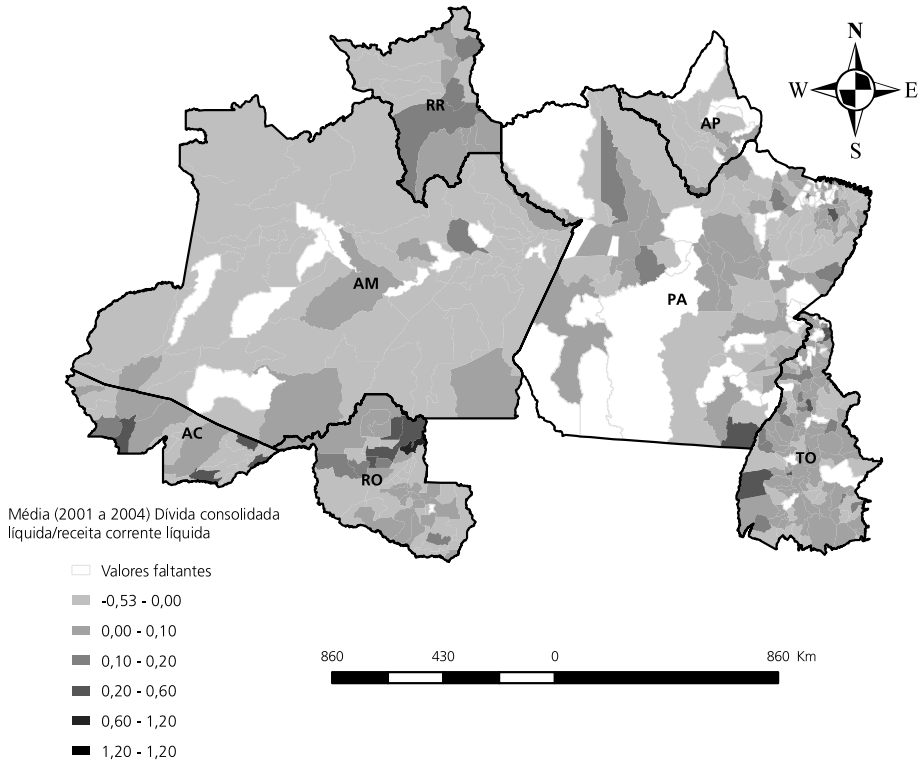 N
W
E
S
RR
AP
AM
PA
AC
RO
TO
Média (2001 a 2004) Dívida consolidada
líquida/receita corrente líquida
Valores faltantes
-0,53 - 0,00
0,00 - 0,10
0,10 - 0,20
0,20 - 0,60
0,60 - 1,20
1,20 - 1,20
860 430 0 860 Km